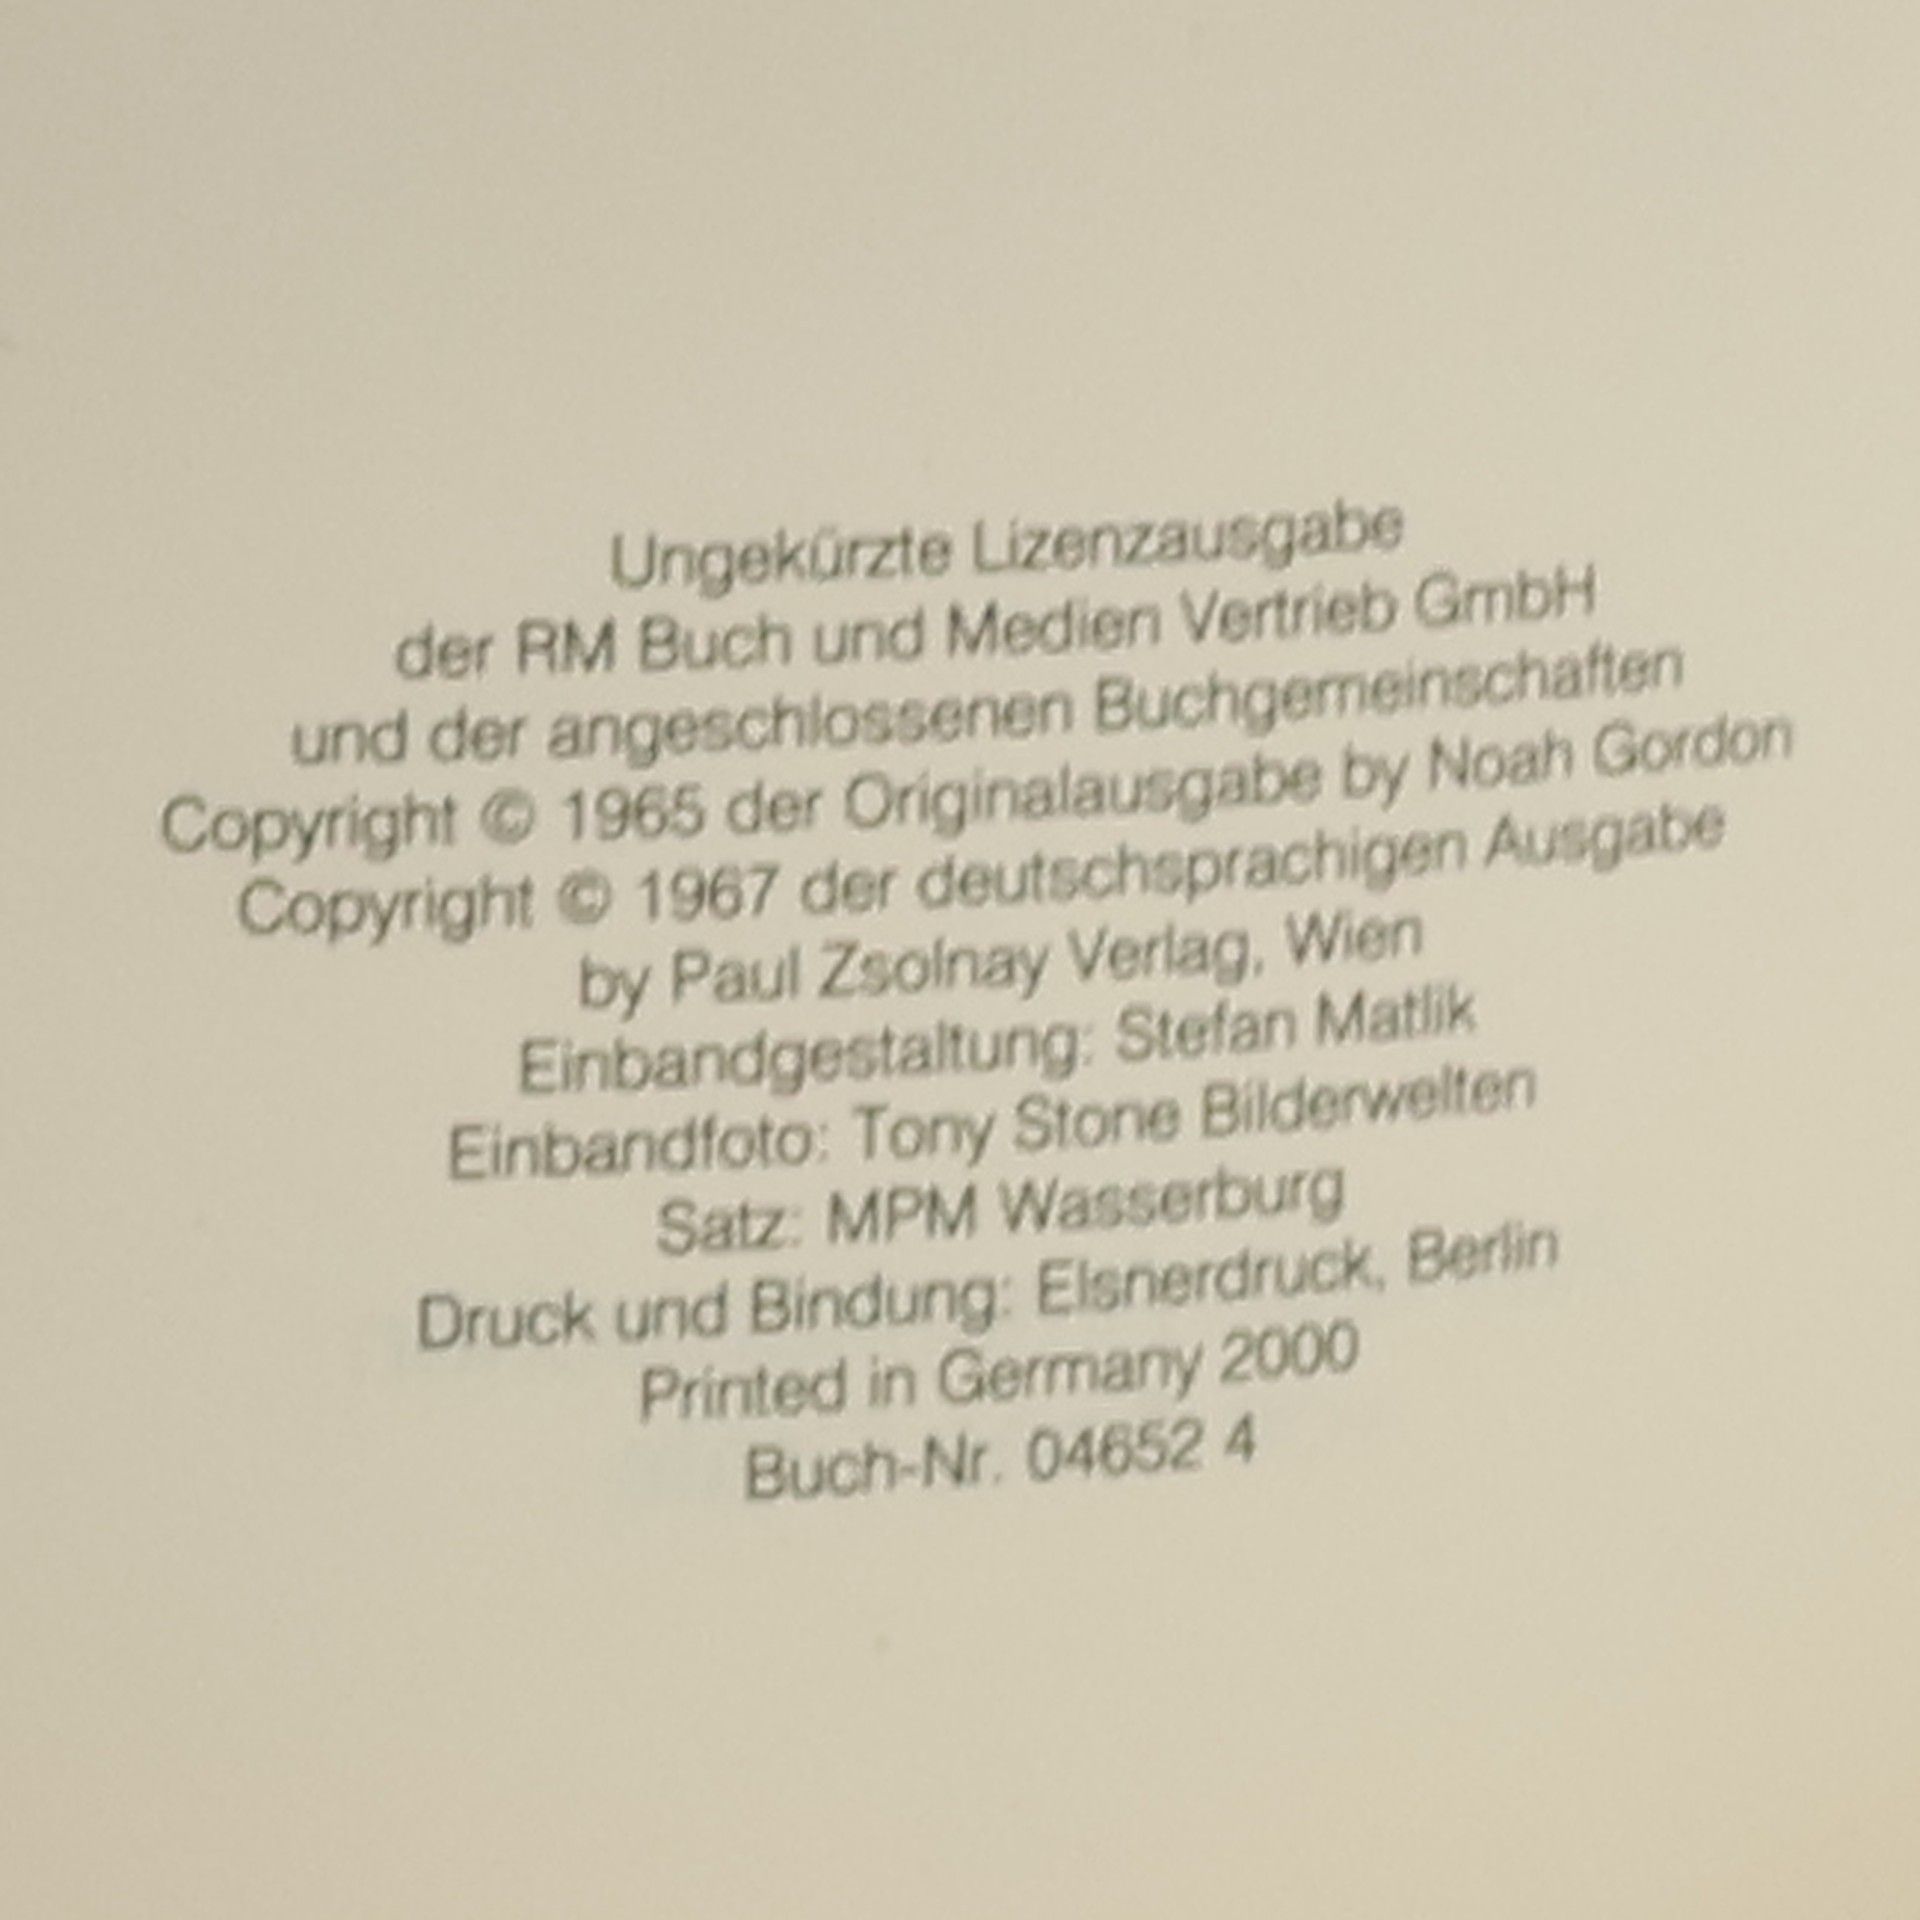 Ungekürzte Lizenzausgabe
der RM Buch und Medien Vertrieb GmbH
und der angeschlossenen Buchgemeinschaften
Copyright © 1965 der Originalausgabe by Noah Gordon
Copyright © 1967 der deutschsprachigen Ausgabe
by Paul Zsolnay Verlag, Wien
Einbandgestaltung: Stefan Matlik
Einbandfoto: Tony Stone Bilderwelten
Satz: MPM Wasserburg
Druck und Bindung: Elsnerdruck, Berlin
Printed in Germany 2000
Buch-Nr. 04652 4